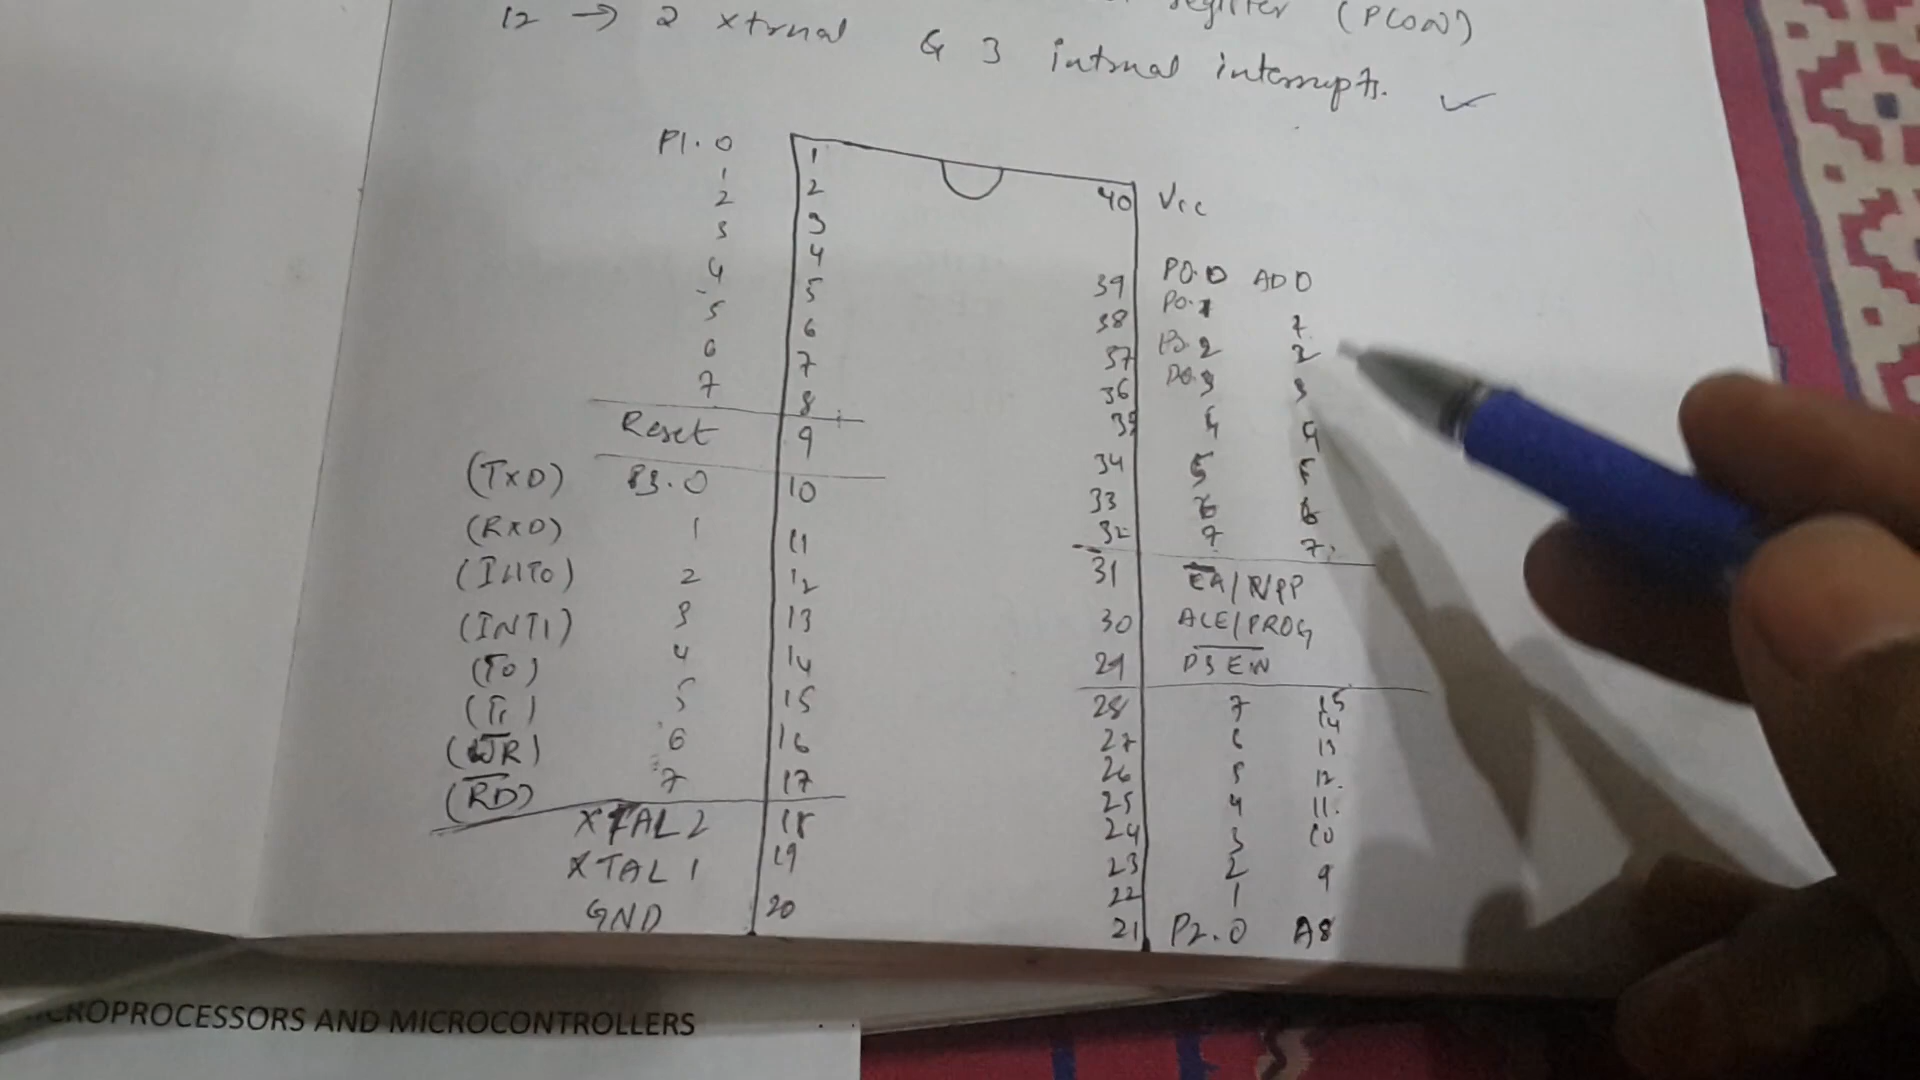 register (PCON)
12 → 2 xtrnal & 3 intrnal interrupts. ✓
P1.0 1
1 2
2 3
3 4
4 5
5 6
6 7
7 8
Reset 9
(TXD) P3.0 10
(RXD) 1 11
(INT0) 2 12
(INT1) 3 13
(T0) 4 14
(T1) 5 15
(W̅R̅) 6 16
(R̅D̅) 7 17
XTAL2 18
XTAL1 19
GND 20
40 Vcc
39 P0.0 AD0
38 P0.1 1
37 P0.2 2
36 P0.3 3
35 4 4
34 5 5
33 6 6
32 7 7
31 E̅A̅/VPP
30 ALE/PROG
29 P̅S̅E̅N̅
28 7 15
27 6 14
26 5 13
25 4 12
24 3 11
23 2 10
22 1 9
21 P2.0 A8
CROPROCESSORS AND MICROCONTROLLERS